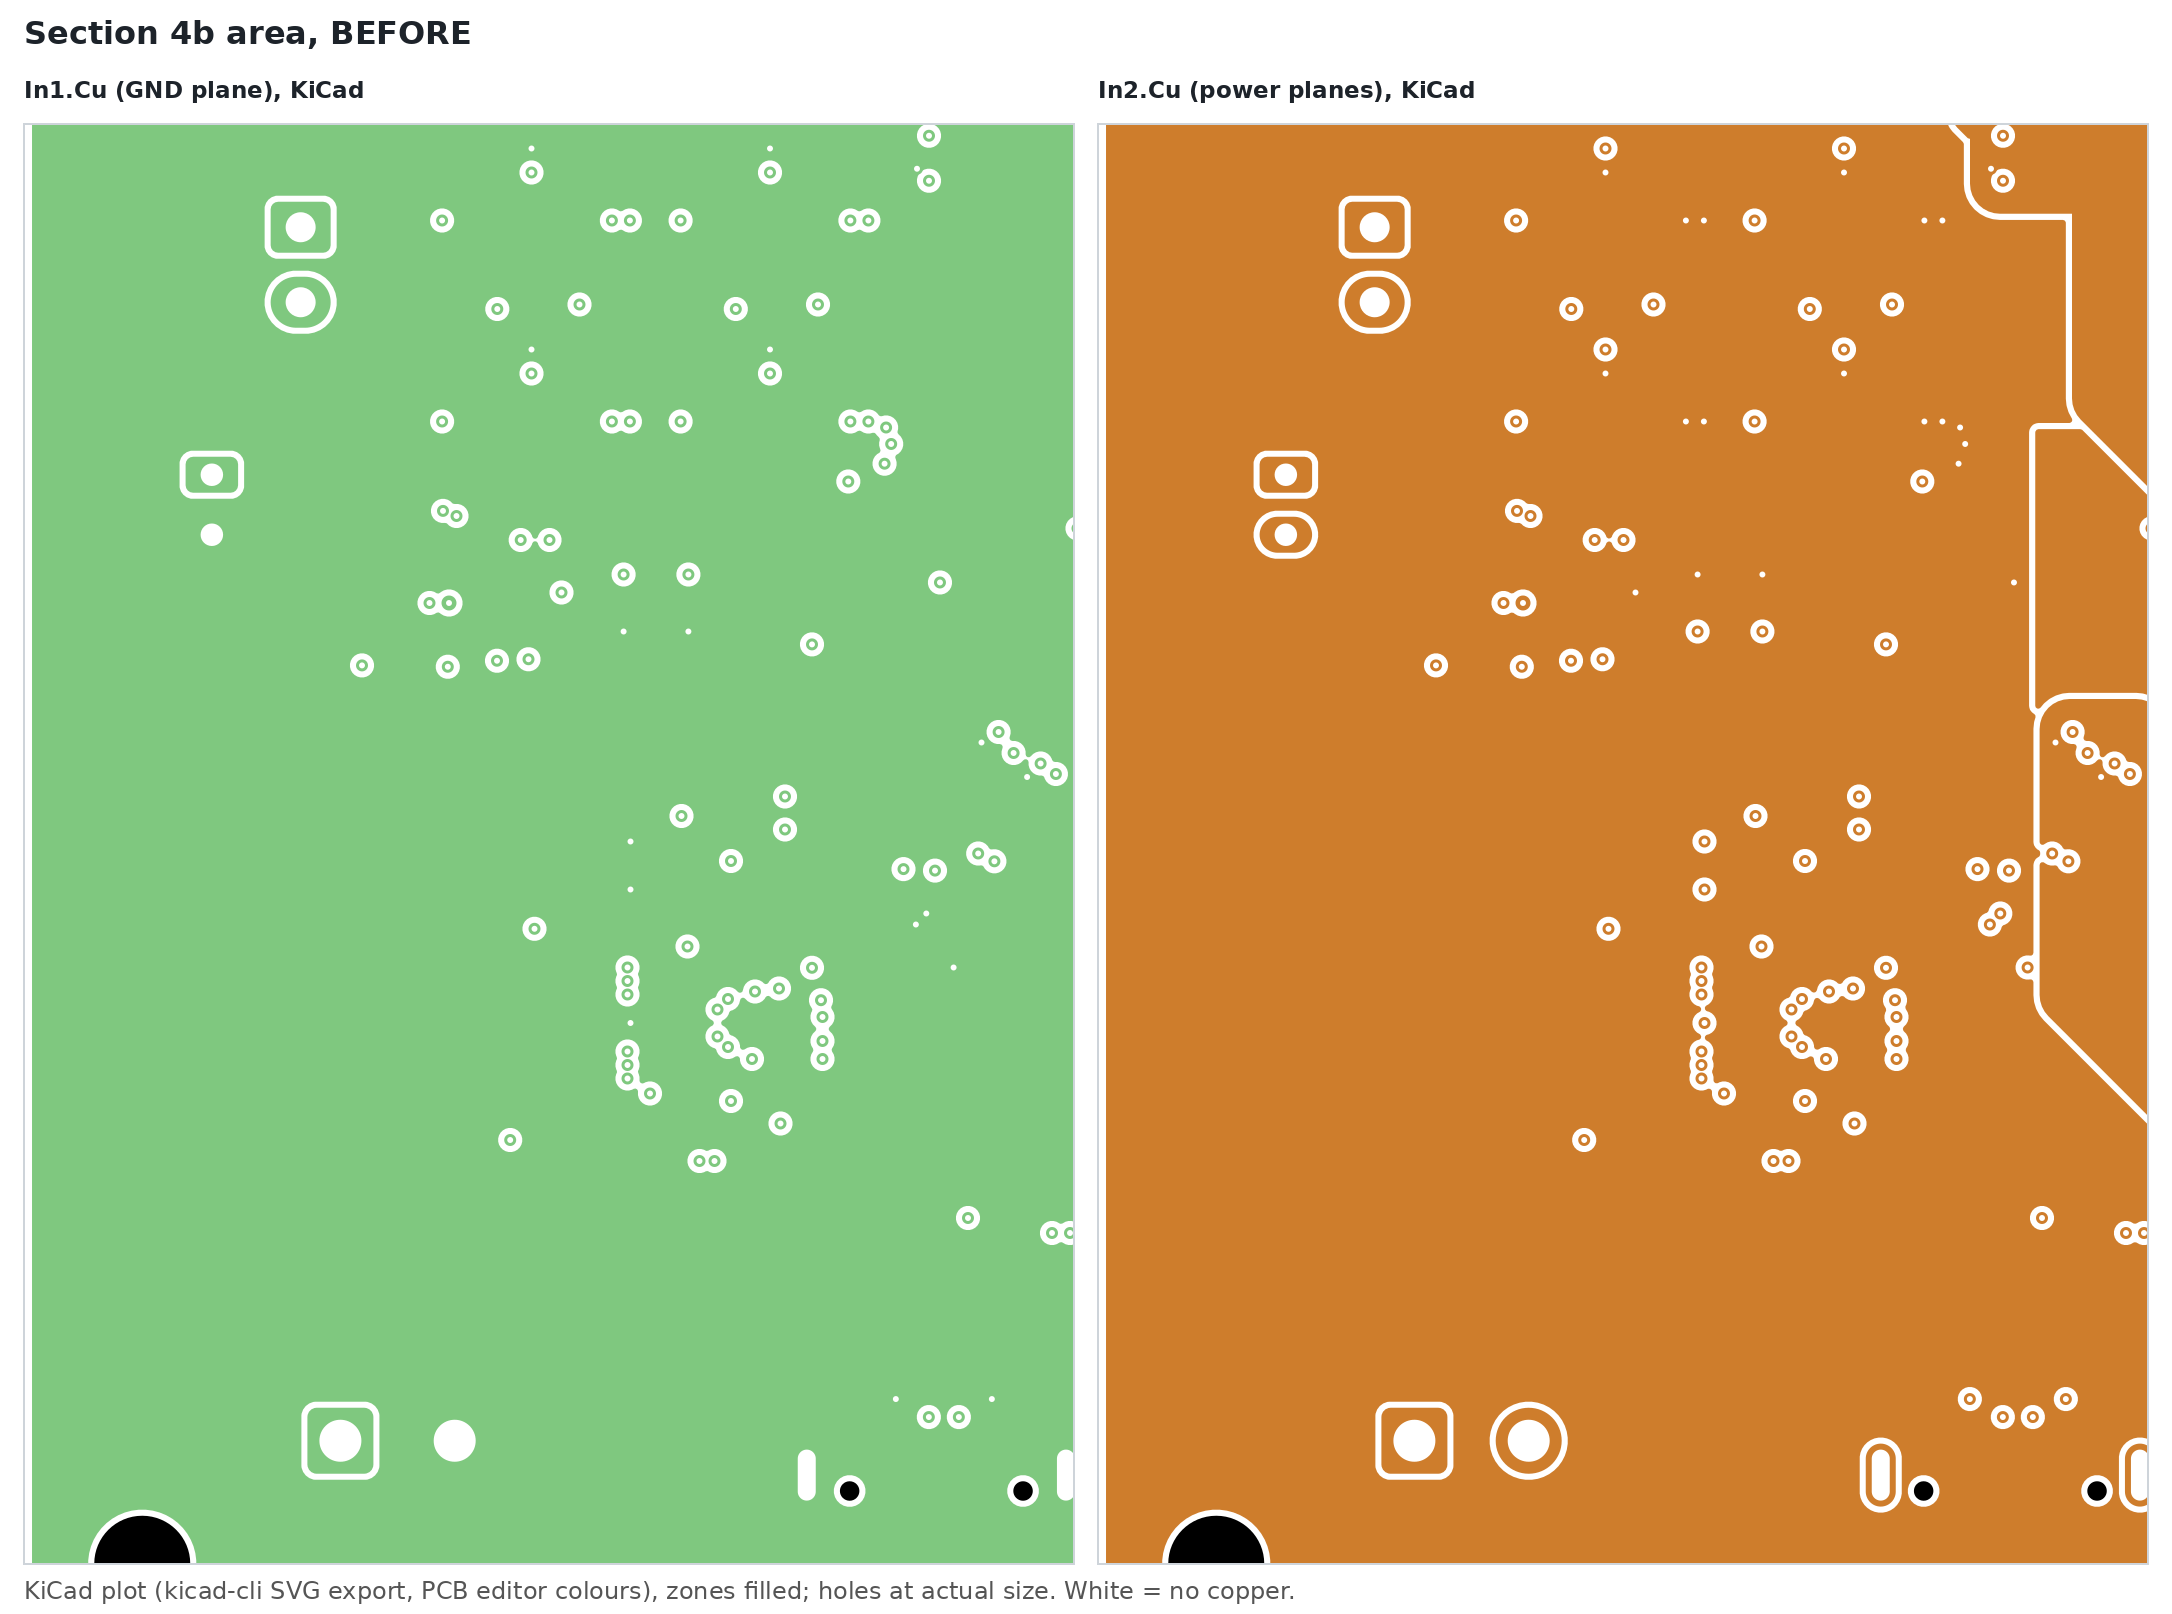 Section 4b area, BEFORE
In1.Cu (GND plane), KiCad
In2.Cu (power planes), KiCad
KiCad plot (kicad-cli SVG export, PCB editor colours), zones filled; holes at actual size. White = no copper.